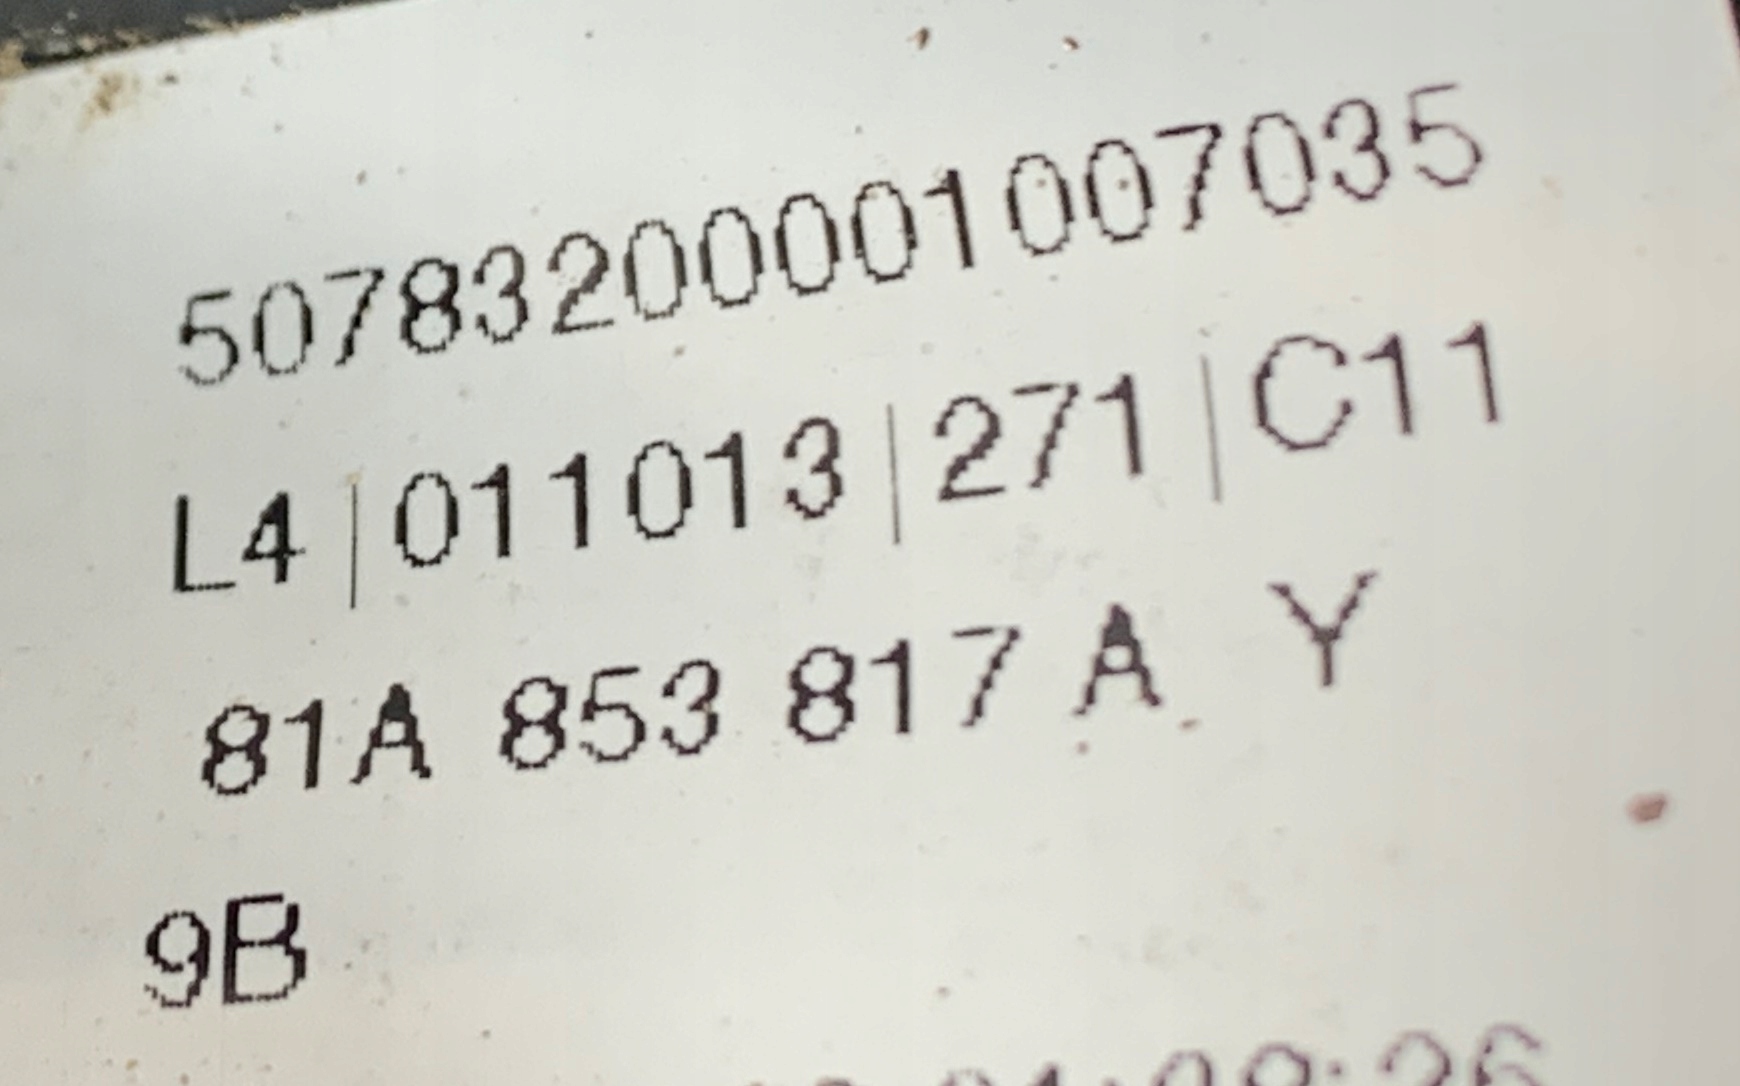 50783200001007035
L4|011013|271|C11
81A 853 817 A Y
9B